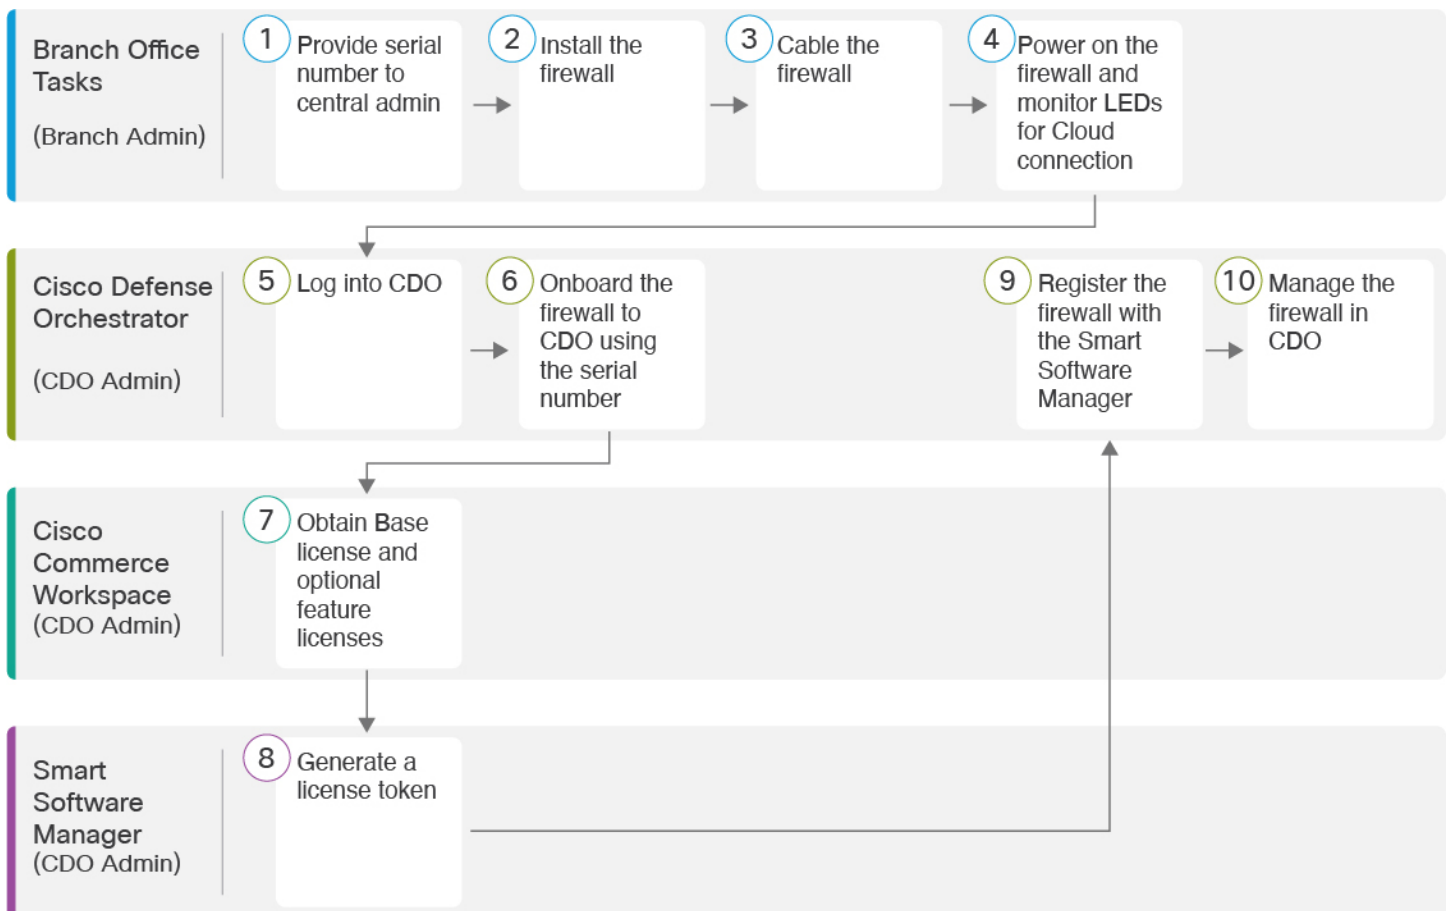 Branch Office
Tasks
(Branch Admin)
1
Provide serial
number to
central admin
2
Install the
firewall
3
Cable the
firewall
4
Power on the
firewall and
monitor LEDs
for Cloud
connection
Cisco Defense
Orchestrator
(CDO Admin)
5
Log into CDO
6
Onboard the
firewall to
CDO using
the serial
number
9
Register the
firewall with
the Smart
Software
Manager
10
Manage the
firewall in
CDO
Cisco
Commerce
Workspace
(CDO Admin)
7
Obtain Base
license and
optional
feature
licenses
Smart
Software
Manager
(CDO Admin)
8
Generate a
license token